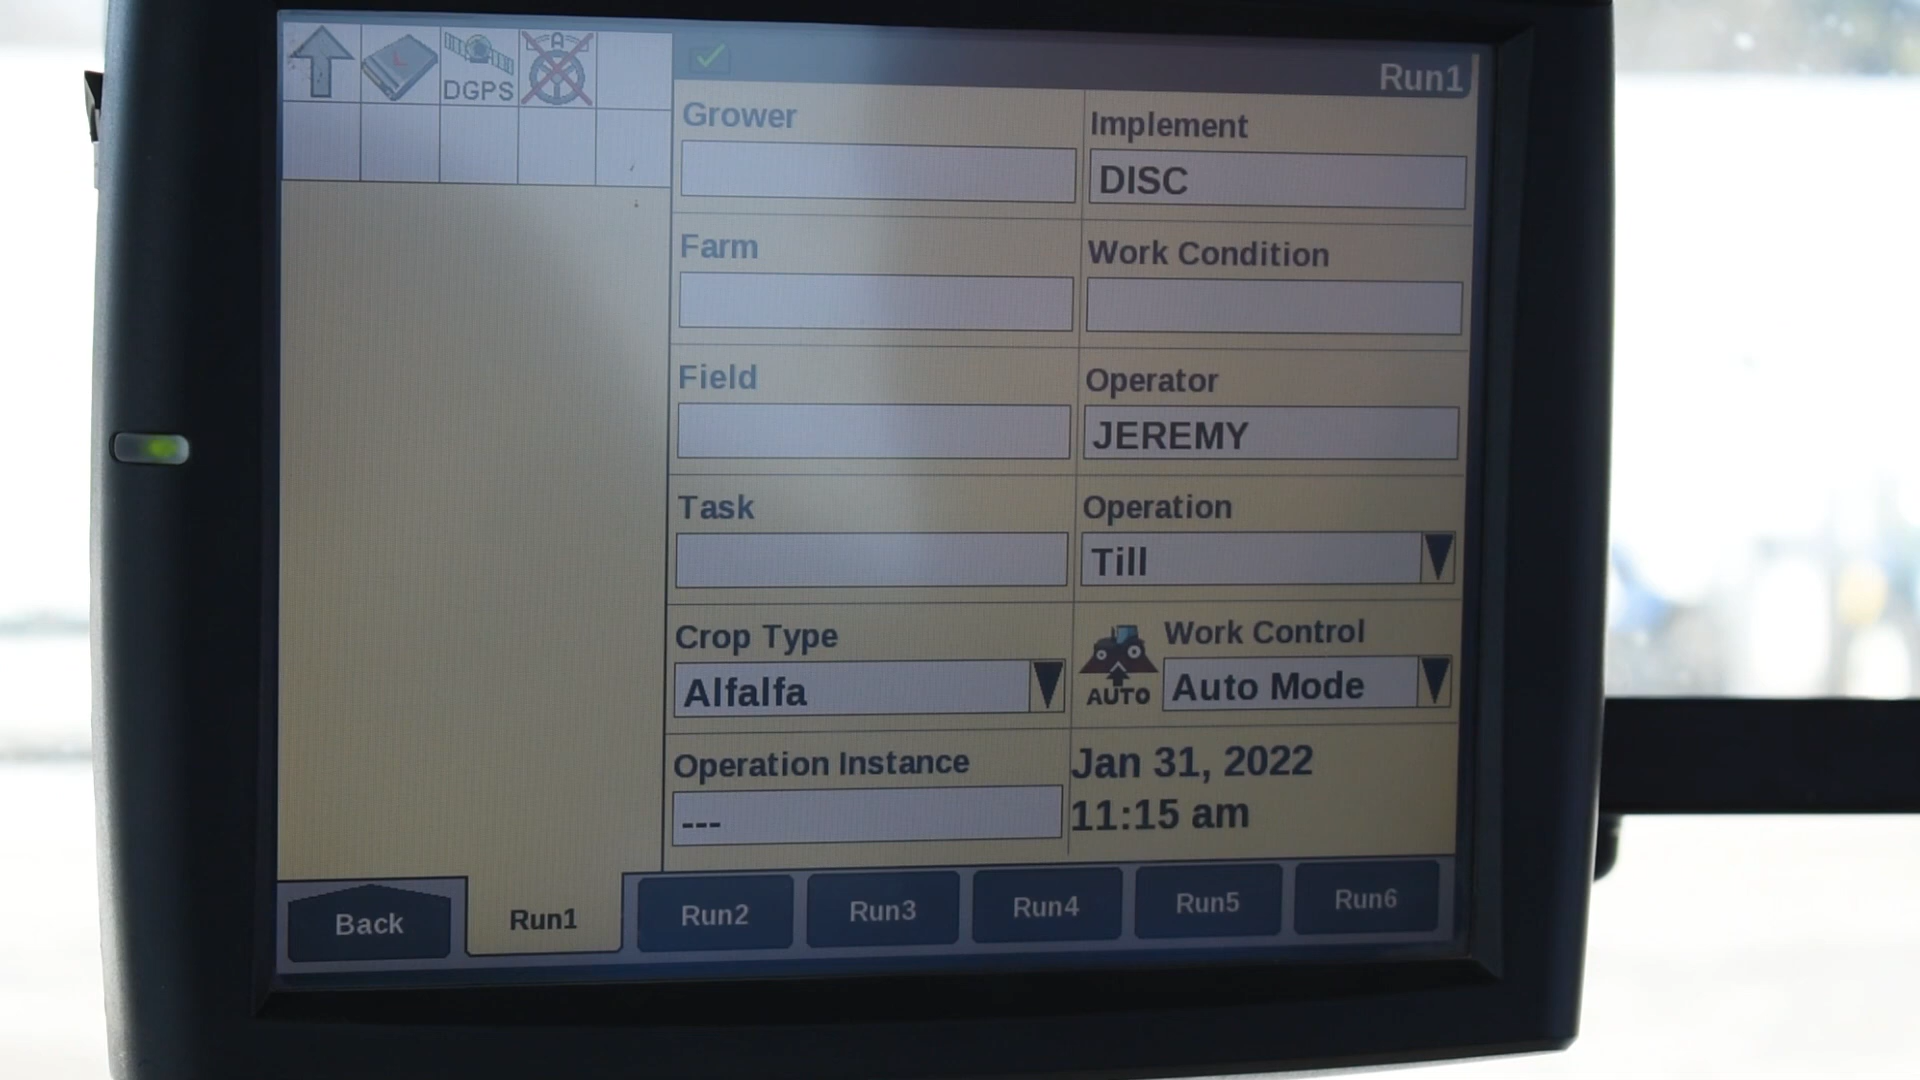 A
DGPS
Run1
Grower
Implement
DISC
Farm
Work Condition
Field
Operator
JEREMY
Task
Operation
Till
Crop Type
Alfalfa
AUTO
Work Control
Auto Mode
Operation Instance
---
Jan 31, 2022
11:15 am
Back
Run1
Run2
Run3
Run4
Run5
Run6